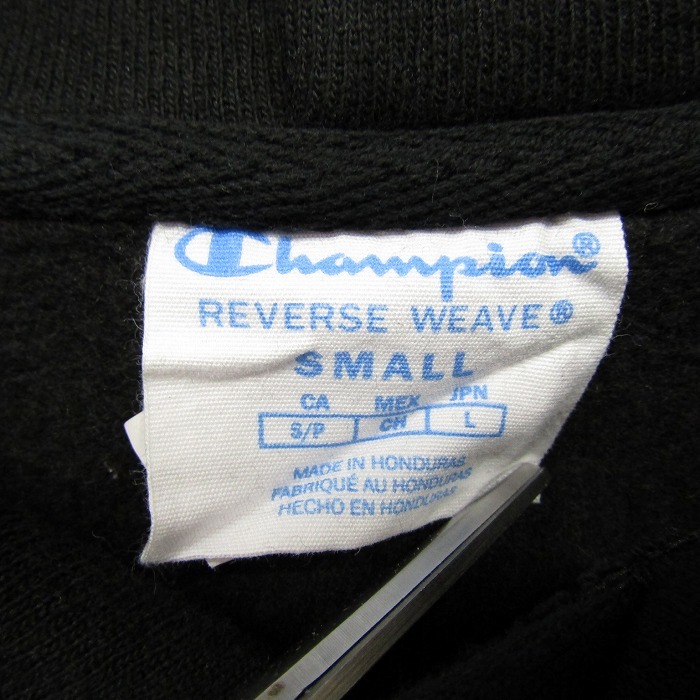 Champion®
REVERSE WEAVE®
SMALL
CA MEX JPN
S/P CH L
MADE IN HONDURAS
FABRIQUÉ AU HONDURAS
HECHO EN HONDURAS